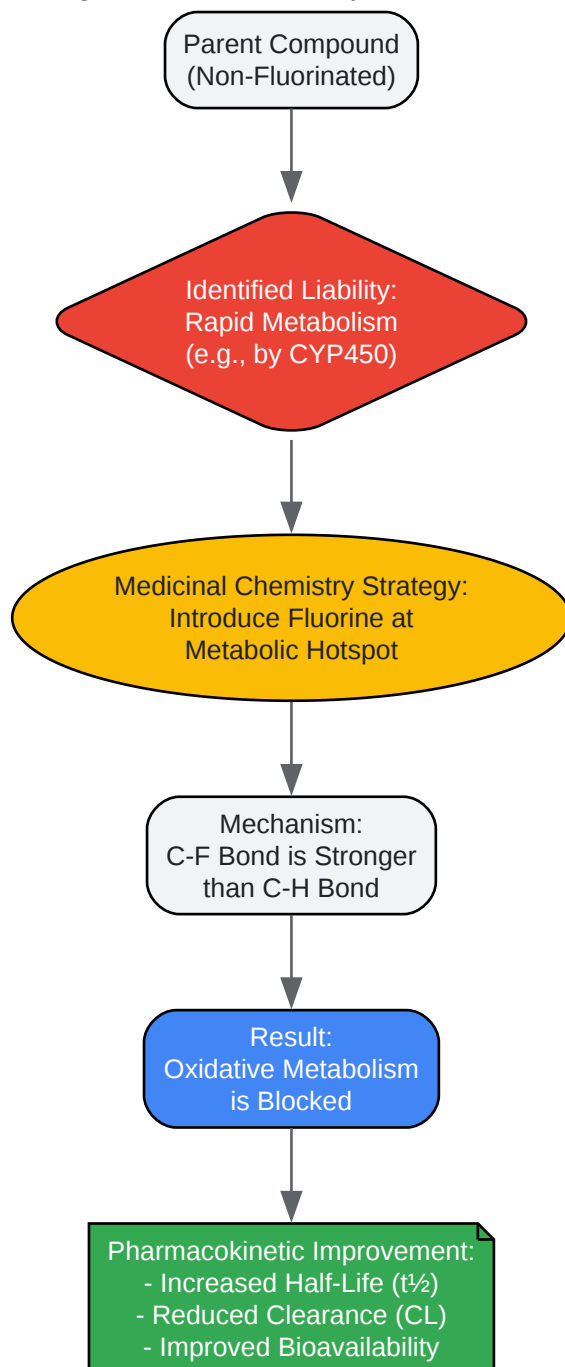 Parent Compound
(Non-Fluorinated)
Identified Liability:
Rapid Metabolism
(e.g., by CYP450)
Medicinal Chemistry Strategy:
Introduce Fluorine at
Metabolic Hotspot
Mechanism:
C-F Bond is Stronger
than C-H Bond
Result:
Oxidative Metabolism
is Blocked
Pharmacokinetic Improvement:
- Increased Half-Life (t½)
- Reduced Clearance (CL)
- Improved Bioavailability